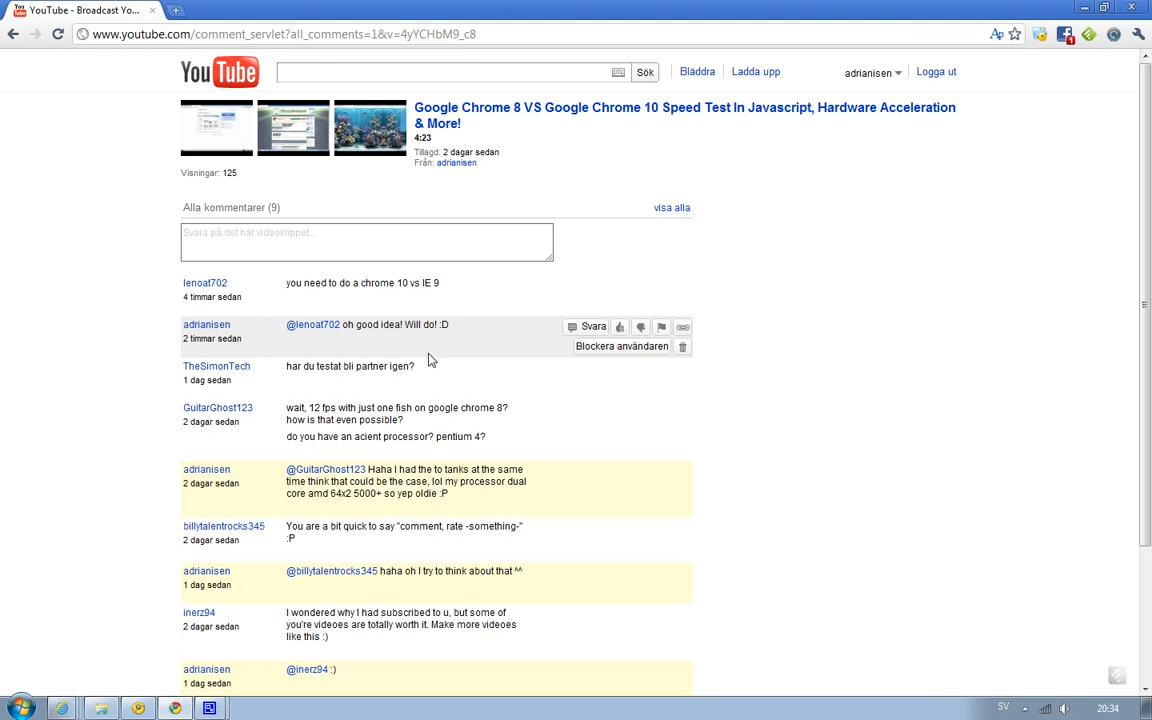 YouTube - Broadcast Yo...
www.youtube.com/comment_servlet?all_comments=1&v=4yYCHbM9_c8
YouTube
Sök
Bläddra
Ladda upp
adrianisen
Logga ut
Google Chrome 8 VS Google Chrome 10 Speed Test In Javascript, Hardware Acceleration
& More!
4:23
Tillagd: 2 dagar sedan
Från: adrianisen
Visningar: 125
Alla kommentarer (9)
visa alla
Svara på det här videoklippet...
lenoat702
you need to do a chrome 10 vs IE 9
4 timmar sedan
adrianisen
@lenoat702 oh good idea! Will do! :D
Svara
2 timmar sedan
Blockera användaren
TheSimonTech
har du testat bli partner igen?
1 dag sedan
GuitarGhost123
wait, 12 fps with just one fish on google chrome 8?
2 dagar sedan
how is that even possible?
do you have an acient processor? pentium 4?
adrianisen
@GuitarGhost123 Haha I had the to tanks at the same
2 dagar sedan
time think that could be the case, lol my processor dual
core amd 64x2 5000+ so yep oldie :P
billytalentrocks345
You are a bit quick to say "comment, rate -something-"
2 dagar sedan
:P
adrianisen
@billytalentrocks345 haha oh I try to think about that ^^
1 dag sedan
inerz94
I wondered why I had subscribed to u, but some of
2 dagar sedan
you're videoes are totally worth it. Make more videoes
like this :)
adrianisen
@inerz94 :)
1 dag sedan
SV
20:34